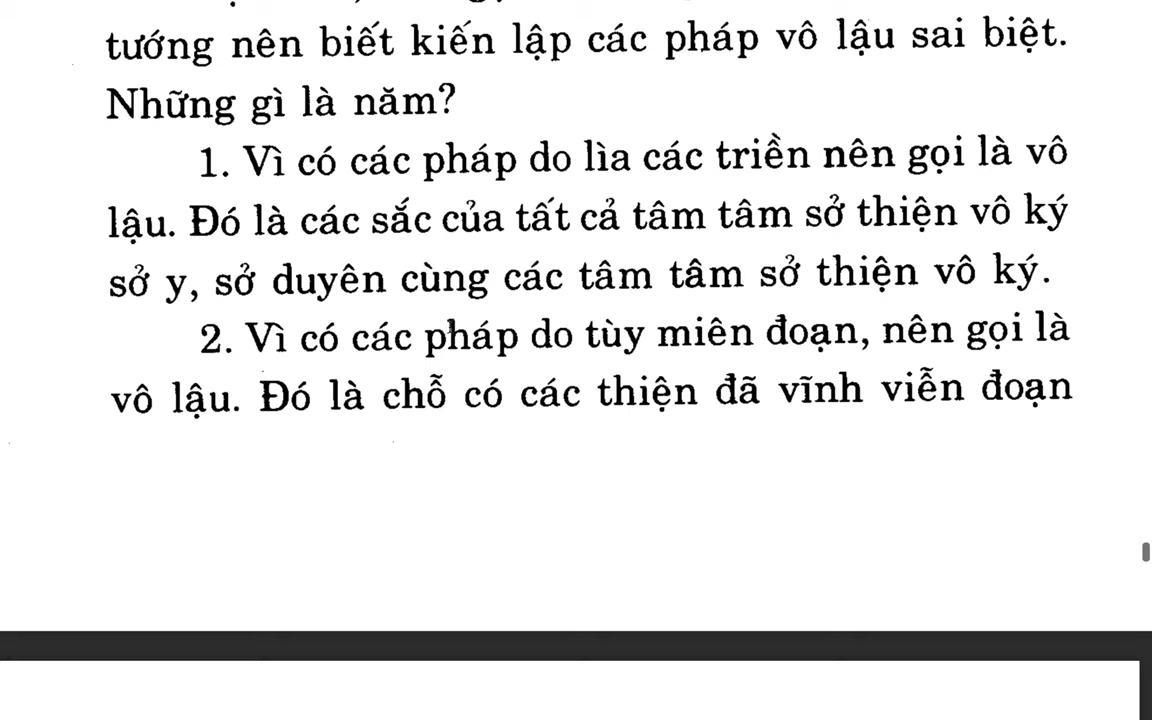 tướng nên biết kiến lập các pháp vô lậu sai biệt.
Những gì là năm?
1. Vì có các pháp do lìa các triền nên gọi là vô
lậu. Đó là các sắc của tất cả tâm tâm sở thiện vô ký
sở y, sở duyên cùng các tâm tâm sở thiện vô ký.
2. Vì có các pháp do tùy miên đoạn, nên gọi là
vô lậu. Đó là chỗ có các thiện đã vĩnh viễn đoạn